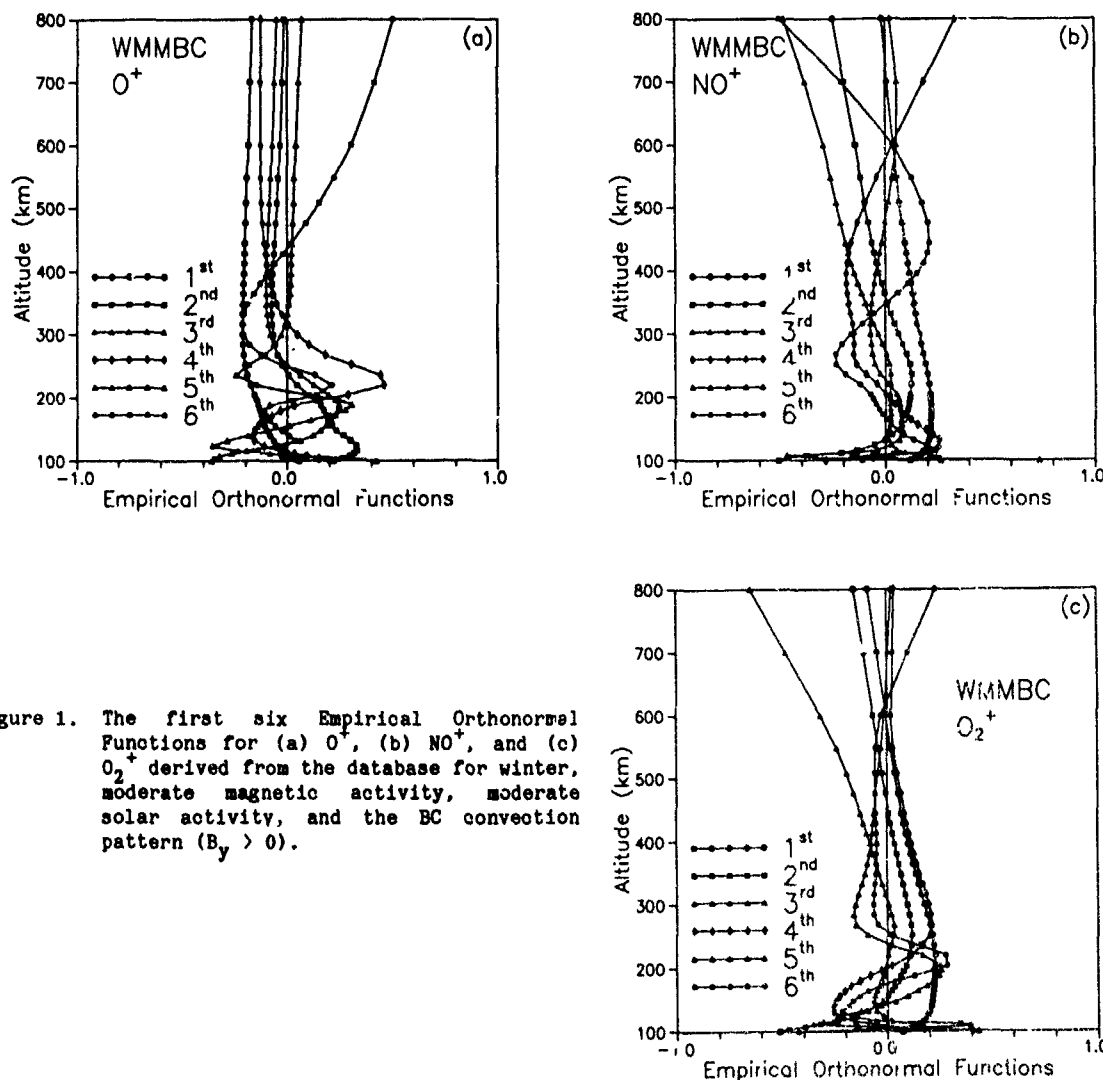 (a)
WMMBC
O+
800
700
600
500
400
300
200
100
Altitude (km)
1st
2nd
3rd
4th
5th
6th
-1.0
0.0
1.0
Empirical Orthonormal Functions
(b)
WMMBC
NO+
800
700
600
500
400
300
200
100
Altitude (km)
1st
2nd
3rd
4th
5th
6th
-1.0
0.0
1.0
Empirical Orthonormal Functions
(c)
WMMBC
O2+
800
700
600
500
400
300
200
100
Altitude (km)
1st
2nd
3rd
4th
5th
6th
-1.0
0.0
1.0
Empirical Orthonormal Functions
gure 1. The first six Empirical Orthonormal
Functions for (a) O+, (b) NO+, and (c)
O2+ derived from the database for winter,
moderate magnetic activity, moderate
solar activity, and the BC convection
pattern (By > 0).